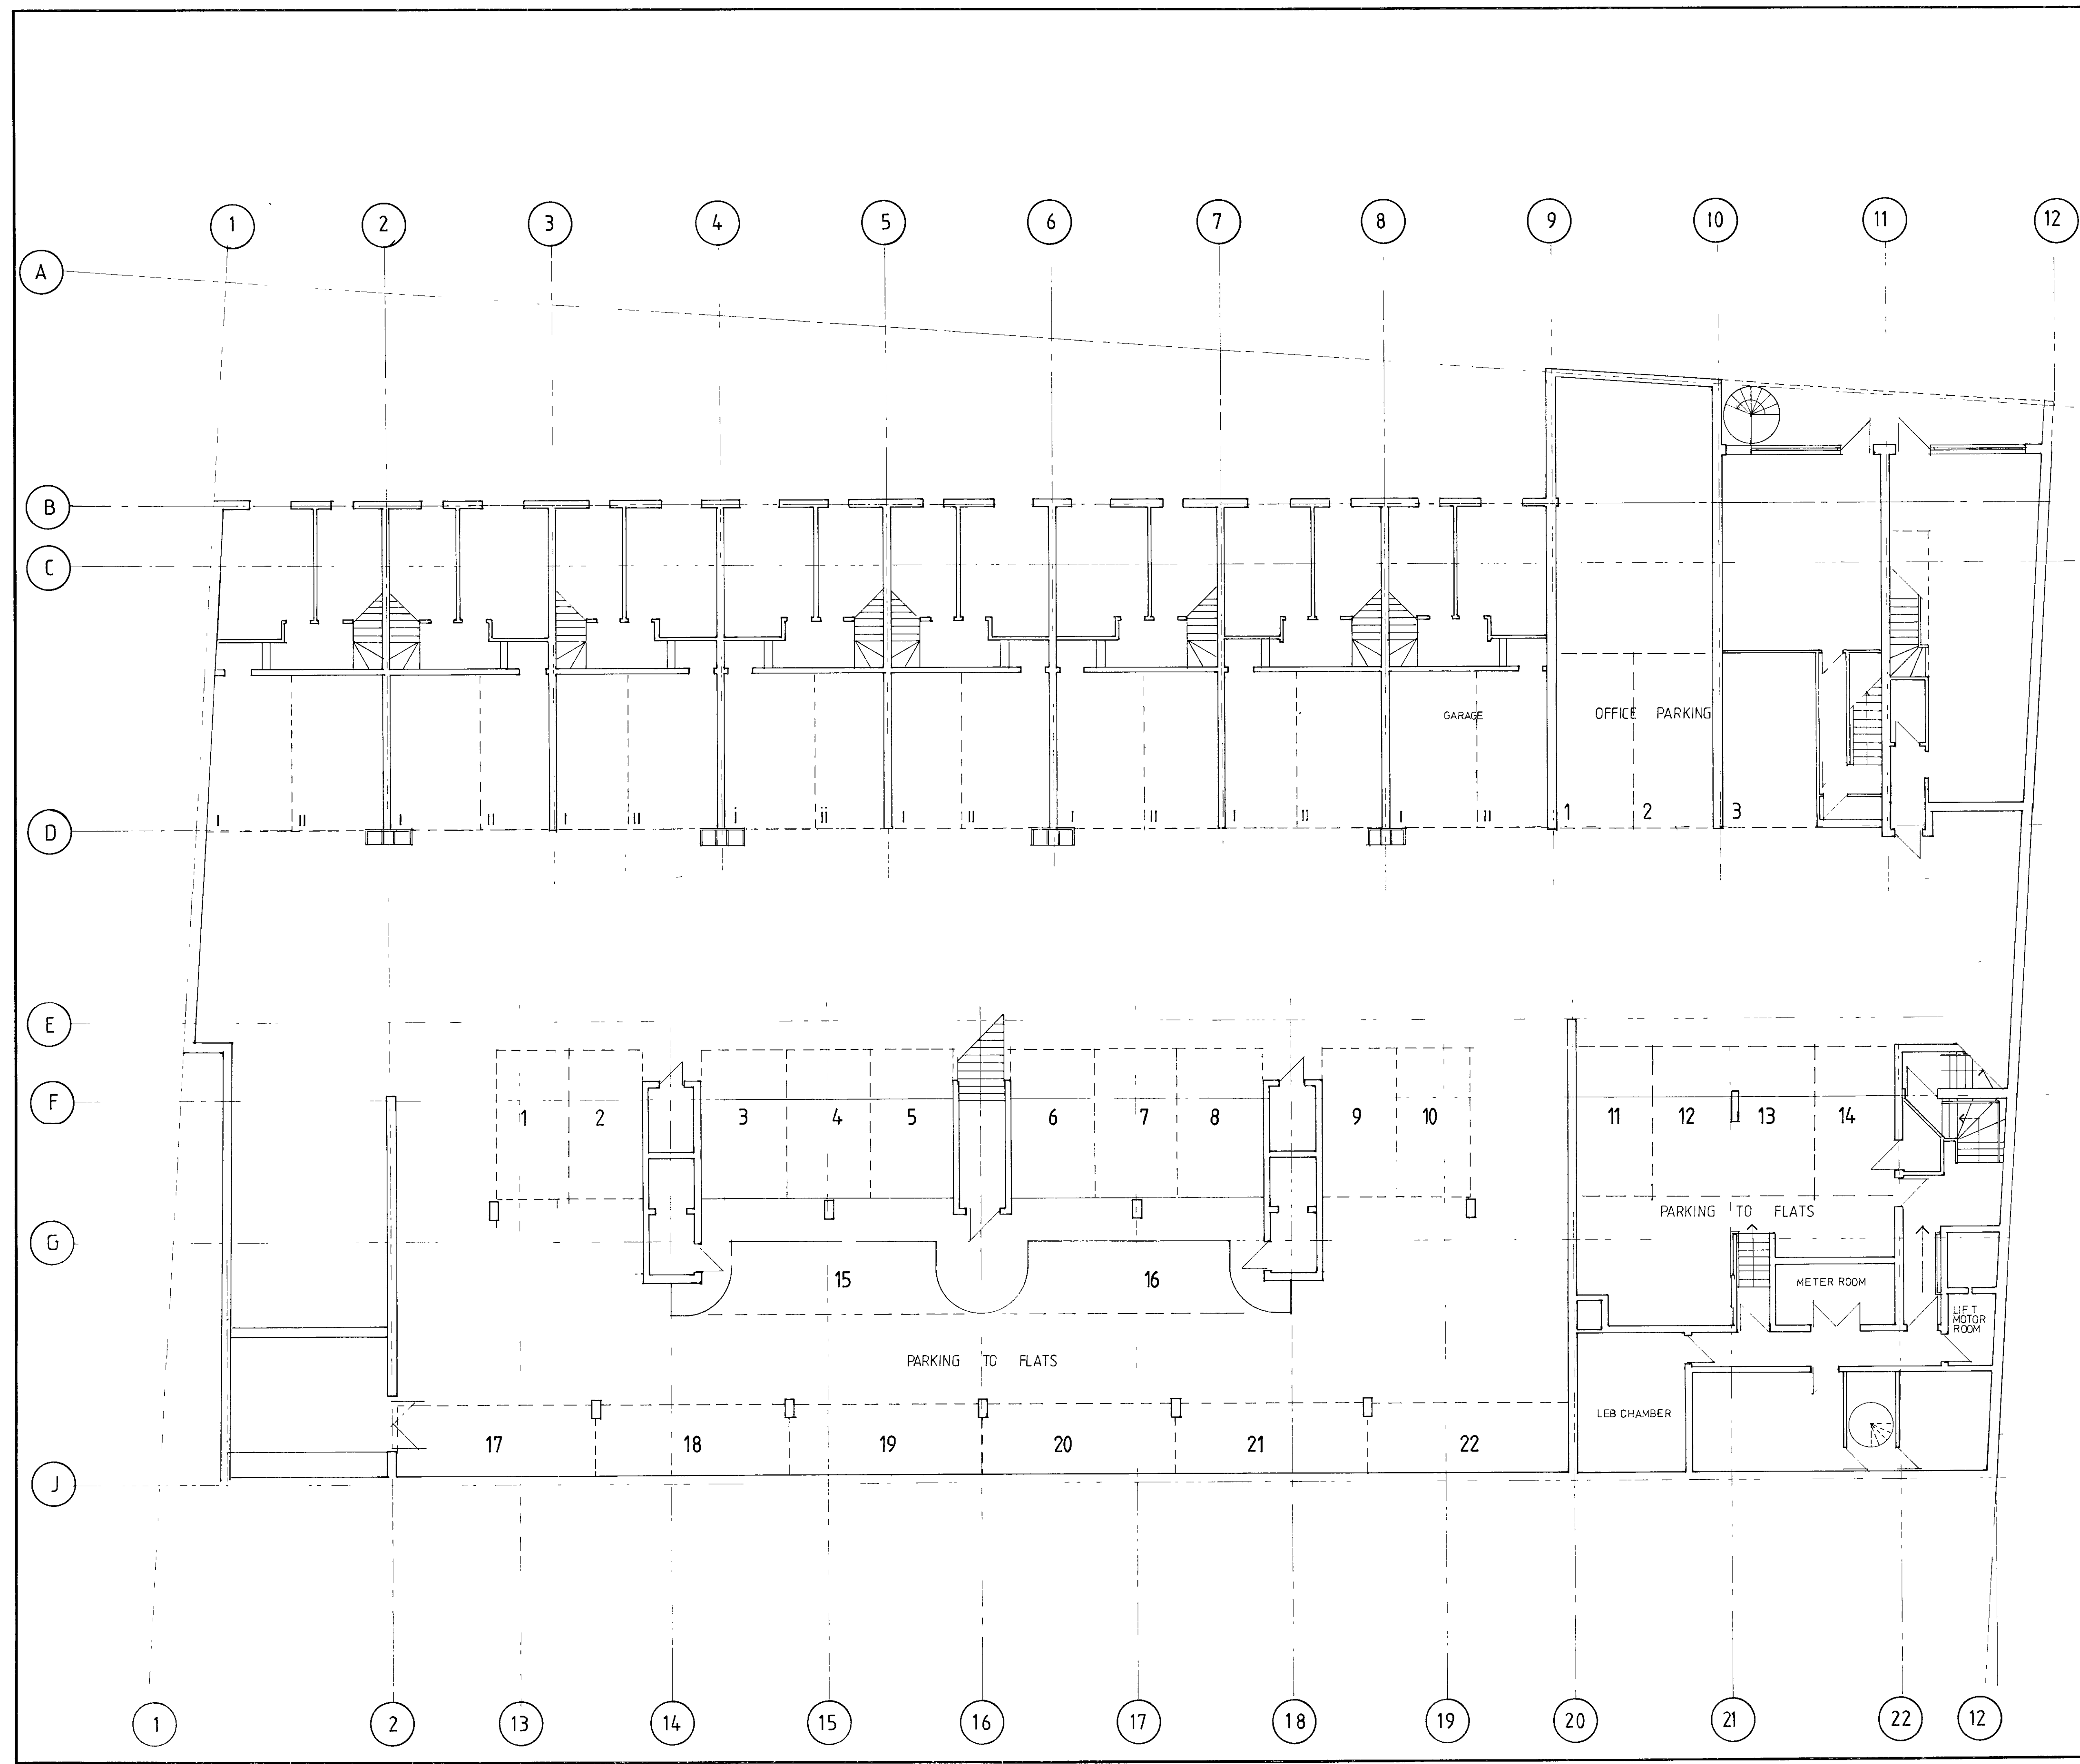 1 2 3 4 5 6 7 8 9 10 11 12
A
B
C
GARAGE OFFICE PARKING
I II I II I II i ii I II I II I II I II 1 2 3
D
E
F
1 2 3 4 5 6 7 8 9 10 11 12 13 14
PARKING TO FLATS
G
15 16 METER ROOM
LIFT
MOTOR
ROOM
PARKING TO FLATS
LEB CHAMBER
17 18 19 20 21 22
J
1 2 13 14 15 16 17 18 19 20 21 22 12